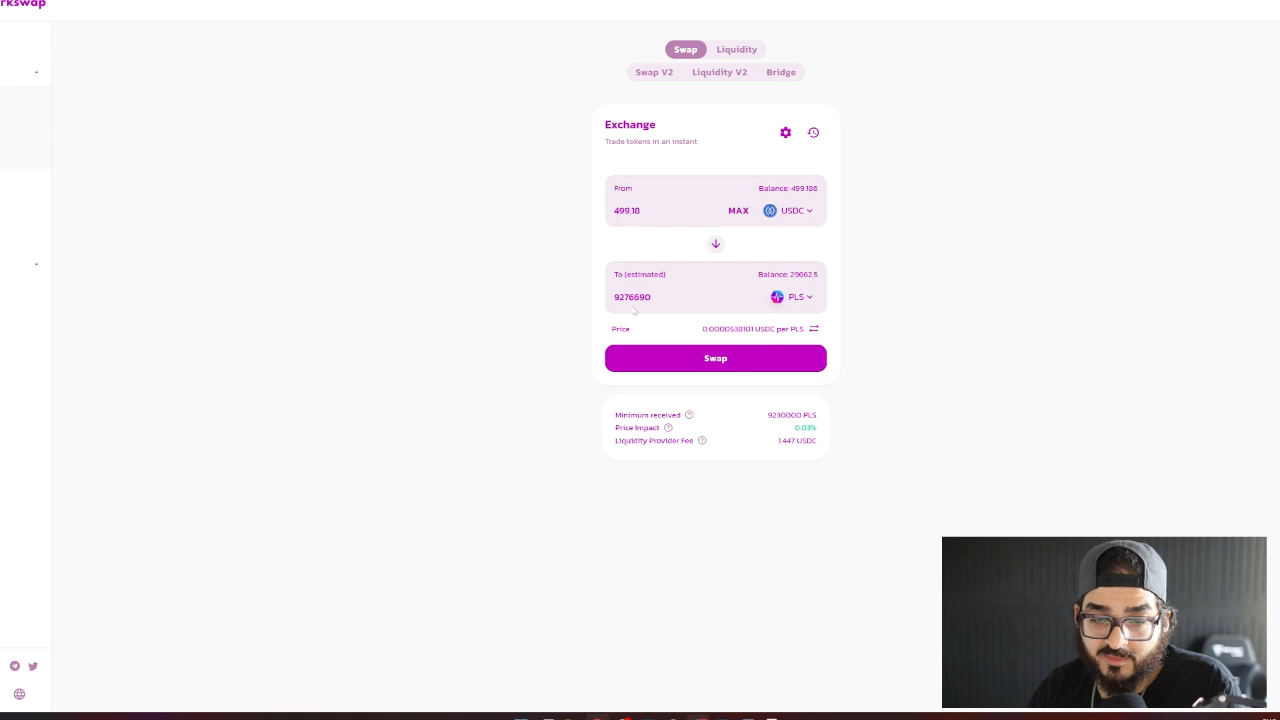 rkswap
Swap Liquidity
Swap V2 Liquidity V2 Bridge
Exchange
Trade tokens in an instant
From Balance: 499.186
499.18 MAX USDC
To (estimated) Balance: 29662.5
9276690 PLS
Price 0.0000538101 USDC per PLS
Swap
Minimum received 9230000 PLS
Price Impact 0.03%
Liquidity Provider Fee 1.447 USDC